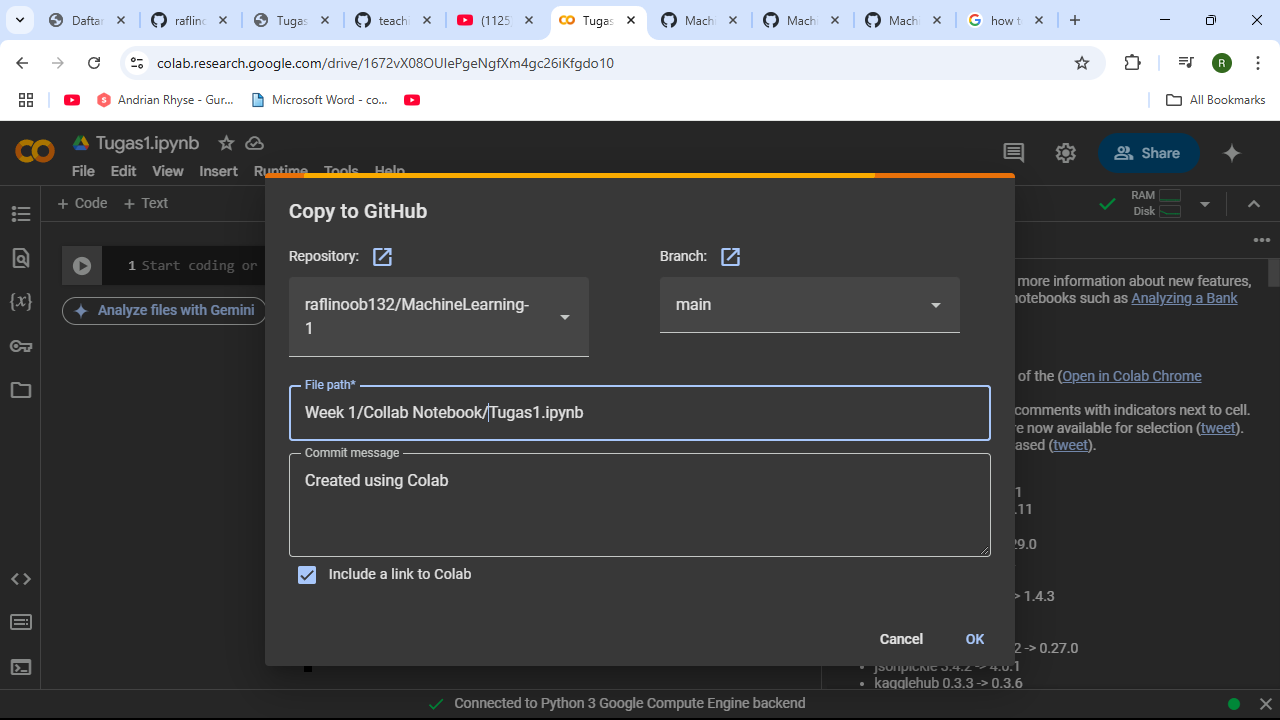 Daftar
raflino
Tugas
teachi
(1125)
Tugas
Machi
Machi
Machi
how to
colab.research.google.com/drive/1672vX08OUIePgeNgfXm4gc26iKfgdo10
R
Andrian Rhyse - Gur...
Microsoft Word - co...
All Bookmarks
Tugas1.ipynb
File Edit View Insert Runtime Tools Help
Share
+ Code + Text
RAM
Disk
1 Start coding or
Analyze files with Gemini
Copy to GitHub
Repository:
Branch:
raflinoob132/MachineLearning-
1
main
File path*
Week 1/Collab Notebook/Tugas1.ipynb
Commit message
Created using Colab
Include a link to Colab
Cancel
OK
more information about new features,
notebooks such as Analyzing a Bank
of the (Open in Colab Chrome
comments with indicators next to cell.
re now available for selection (tweet).
ased (tweet).
1
.11
29.0
> 1.4.3
2 -> 0.27.0
jsonpickle 3.4.2 -> 4.0.1
kagglehub 0.3.3 -> 0.3.6
Connected to Python 3 Google Compute Engine backend